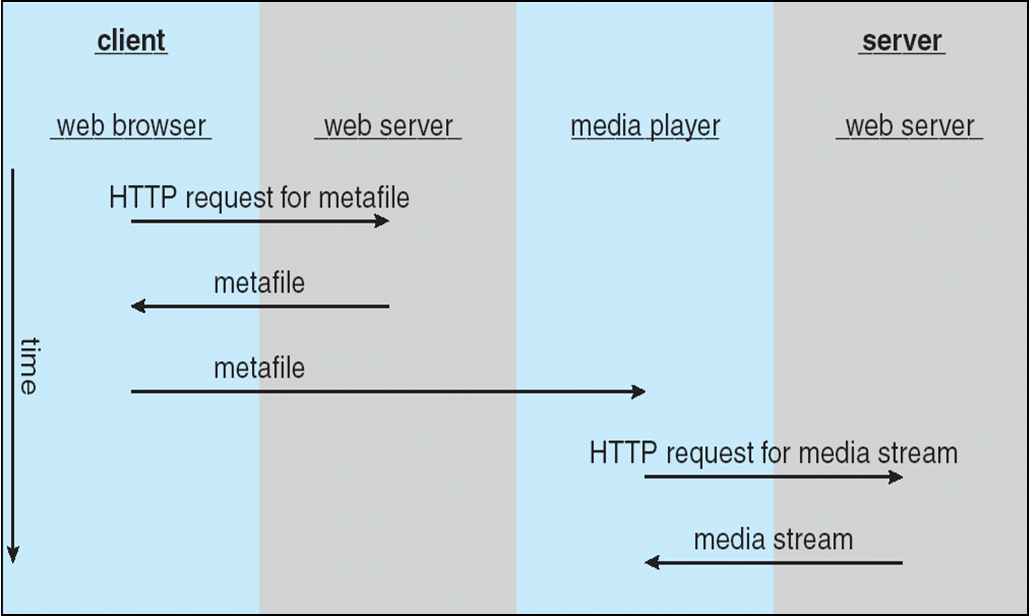 client
server
web browser
web server
media player
web server
HTTP request for metafile
metafile
time
metafile
HTTP request for media stream
media stream